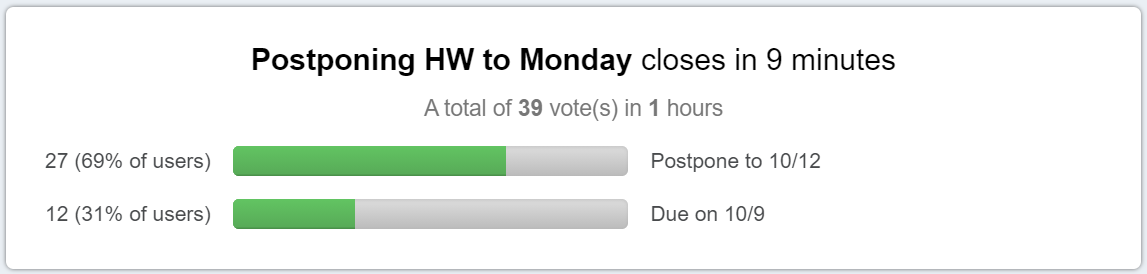 Postponing HW to Monday closes in 9 minutes
A total of 39 vote(s) in 1 hours
27 (69% of users) Postpone to 10/12
12 (31% of users) Due on 10/9